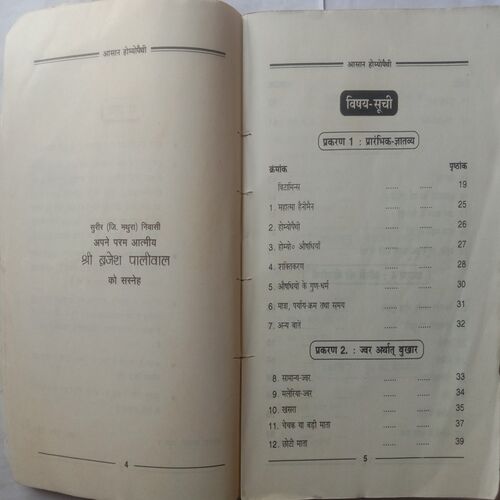 आसान होम्योपैथी
सुरीर (जि. मथुरा) निवासी
अपने परम आत्मीय
श्री ब्रजेश पालीवाल
को सस्नेह
4
आसान होम्योपैथी
विषय-सूची
प्रकरण 1 : प्रारंभिक-ज्ञातव्य
क्रमांक पृष्ठांक
विटामिन्स ...... ...... 19
1. महात्मा हैनीमैन ...... ...... 25
2. होम्योपैथी ...... ...... 26
3. होम्यो० औषधियाँ ...... ...... 27
4. शक्तिकरण ...... ...... 28
5. औषधियों के गुण-धर्म ...... ...... 30
6. मात्रा, पर्याय-क्रम तथा समय ...... ...... 31
7. अन्य बातें ...... ...... 32
प्रकरण 2. : ज्वर अर्थात् बुखार
8. सामान्य-ज्वर ...... ...... 33
9. मलेरिया-ज्वर ...... ...... 34
10. खसरा ...... ...... 35
11. चेचक या बड़ी माता ...... ...... 37
12. छोटी माता ...... ...... 39
5